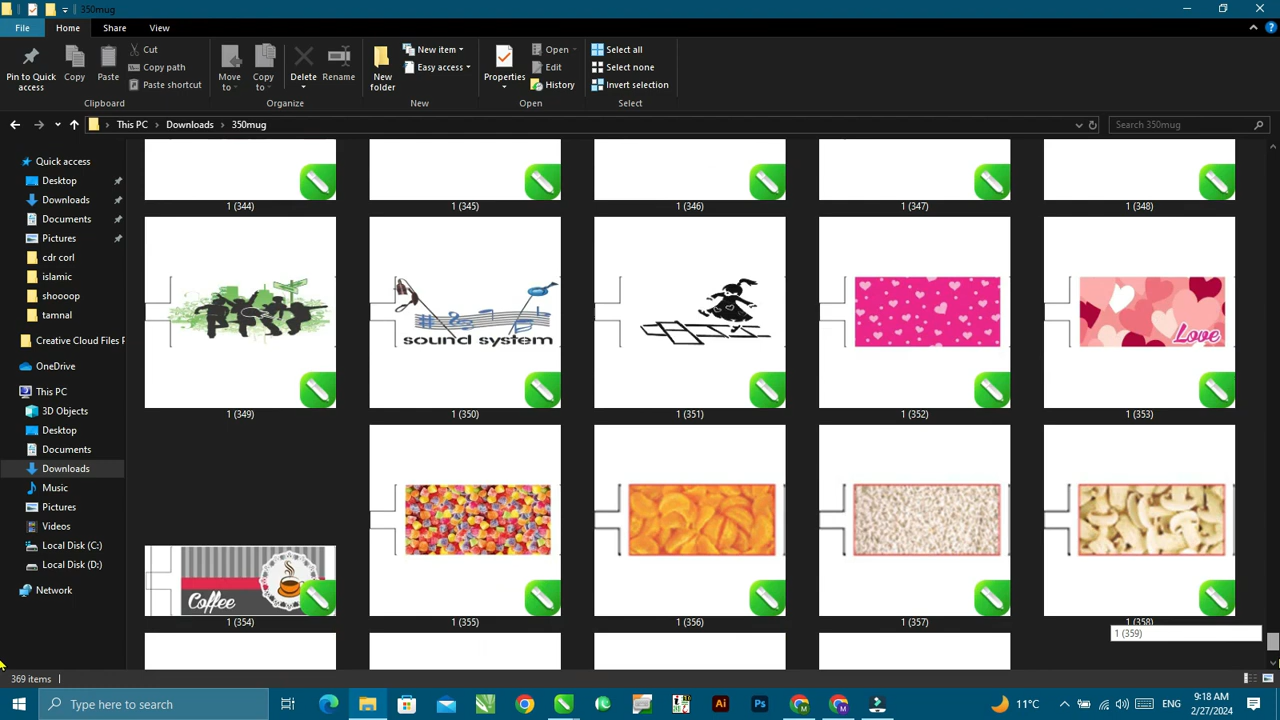 350mug
File Home Share View
Pin to Quick access
Copy
Paste
Cut
Copy path
Paste shortcut
Clipboard
Move to
Copy to
Delete
Rename
Organize
New folder
New item
Easy access
New
Properties
Open
Edit
History
Open
Select all
Select none
Invert selection
Select
This PC Downloads 350mug
Search 350mug
Quick access
Desktop
Downloads
Documents
Pictures
cdr corl
islamic
shoooop
tamnal
Creative Cloud Files P
OneDrive
This PC
3D Objects
Desktop
Documents
Downloads
Music
Pictures
Videos
Local Disk (C:)
Local Disk (D:)
Network
1 (344) 1 (345) 1 (346) 1 (347) 1 (348)
sound system
Love
1 (349) 1 (350) 1 (351) 1 (352) 1 (353)
Coffee
1 (354) 1 (355) 1 (356) 1 (357) 1 (358)
1 (359)
369 items
Type here to search
Ai
Ps
11°C
ENG
9:18 AM
2/27/2024